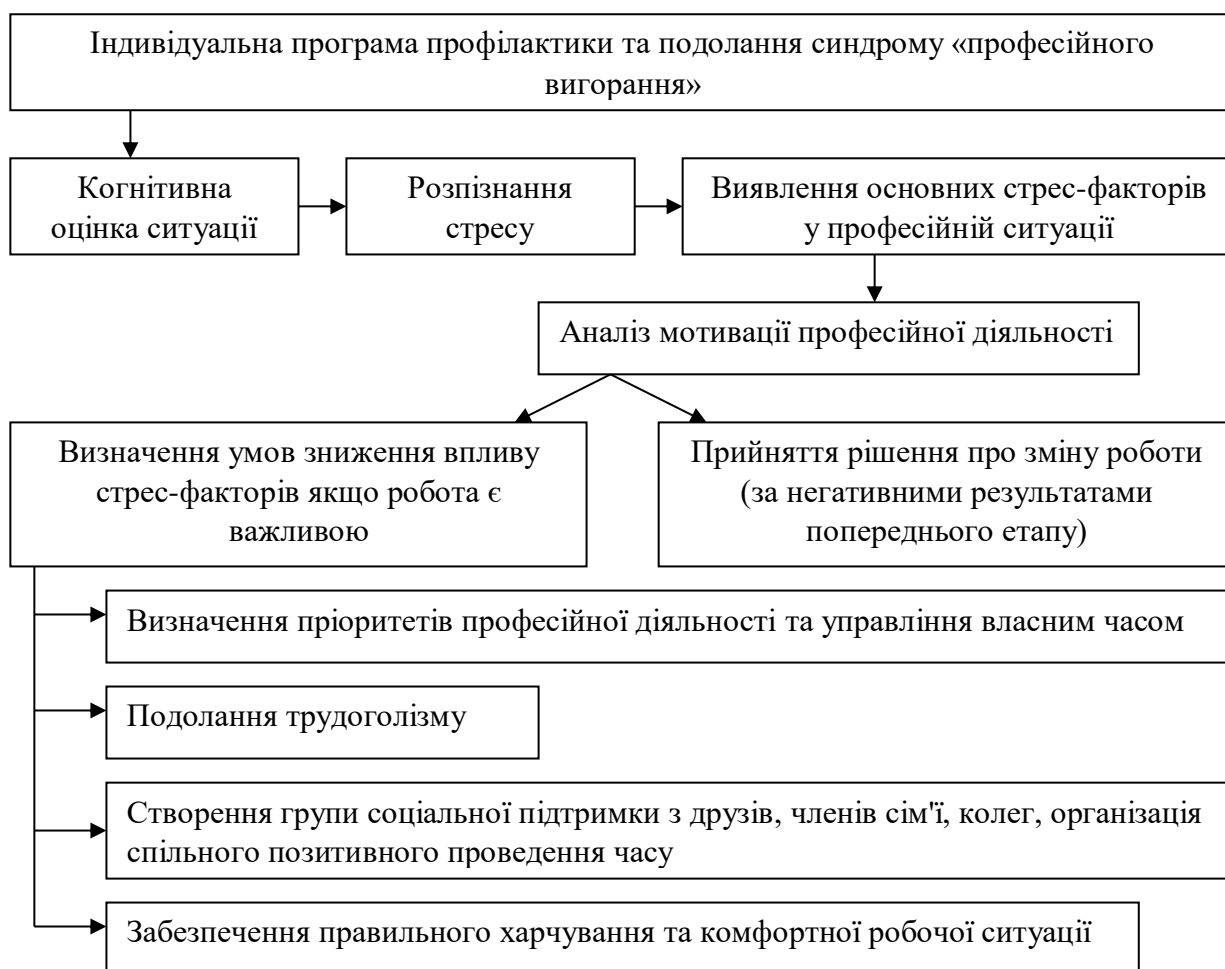 Індивідуальна програма профілактики та подолання синдрому «професійного
вигорання»
Когнітивна
оцінка ситуації
Розпізнання
стресу
Виявлення основних стрес-факторів
у професійній ситуації
Аналіз мотивації професійної діяльності
Визначення умов зниження впливу
стрес-факторів якщо робота є
важливою
Прийняття рішення про зміну роботи
(за негативними результатами
попереднього етапу)
Визначення пріоритетів професійної діяльності та управління власним часом
Подолання трудоголізму
Створення групи соціальної підтримки з друзів, членів сім'ї, колег, організація
спільного позитивного проведення часу
Забезпечення правильного харчування та комфортної робочої ситуації